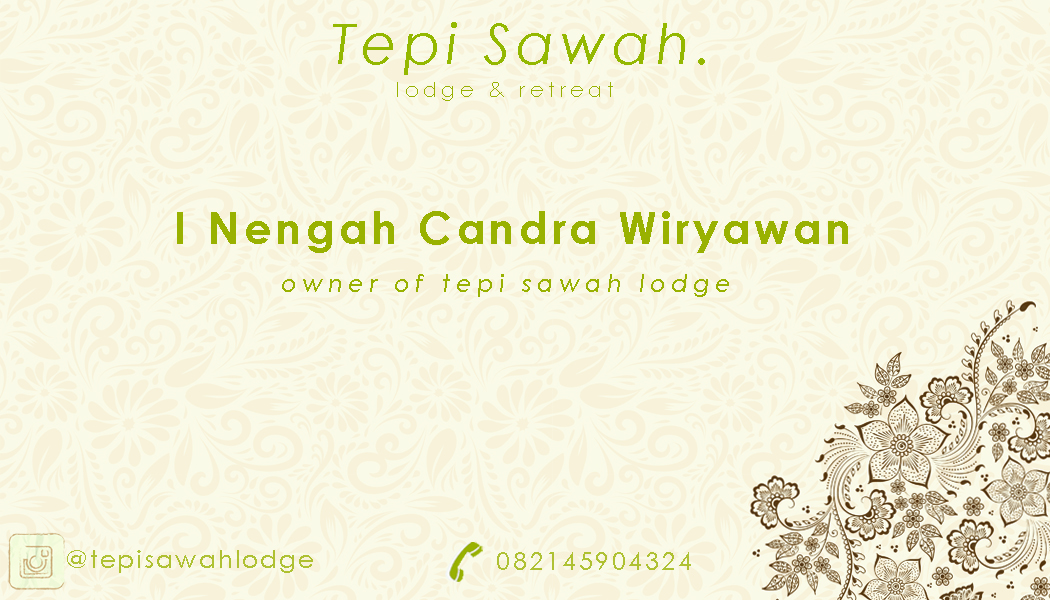 Tepi Sawah.
lodge & retreat
I Nengah Candra Wiryawan
owner of tepi sawah lodge
@tepisawahlodge
082145904324